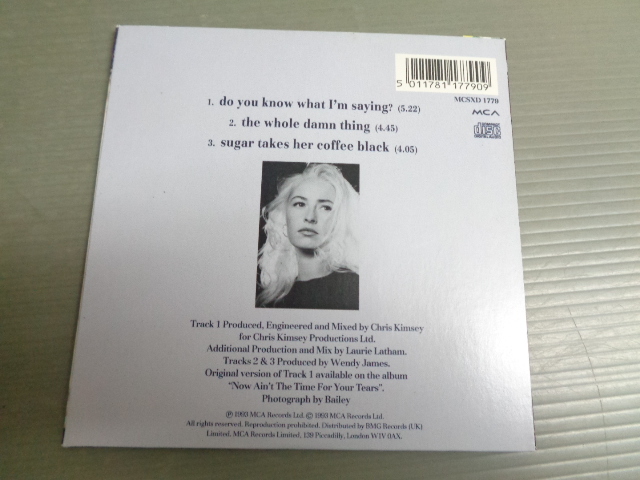 5 011781 177909
MCSXD 1779
MCA
COMPACT disc DIGITAL AUDIO
1. do you know what I'm saying? (5.22)
2. the whole damn thing (4.45)
3. sugar takes her coffee black (4.05)
Track 1 Produced, Engineered and Mixed by Chris Kimsey
for Chris Kimsey Productions Ltd.
Additional Production and Mix by Laurie Latham.
Tracks 2 & 3 Produced by Wendy James.
Original version of Track 1 available on the album
“Now Ain't The Time For Your Tears”.
Photograph by Bailey
℗ 1993 MCA Records Ltd. © 1993 MCA Records Ltd.
All rights reserved. Reproduction prohibited. Distributed by BMG Records (UK)
Limited. MCA Records Limited, 139 Piccadilly, London W1V 0AX.